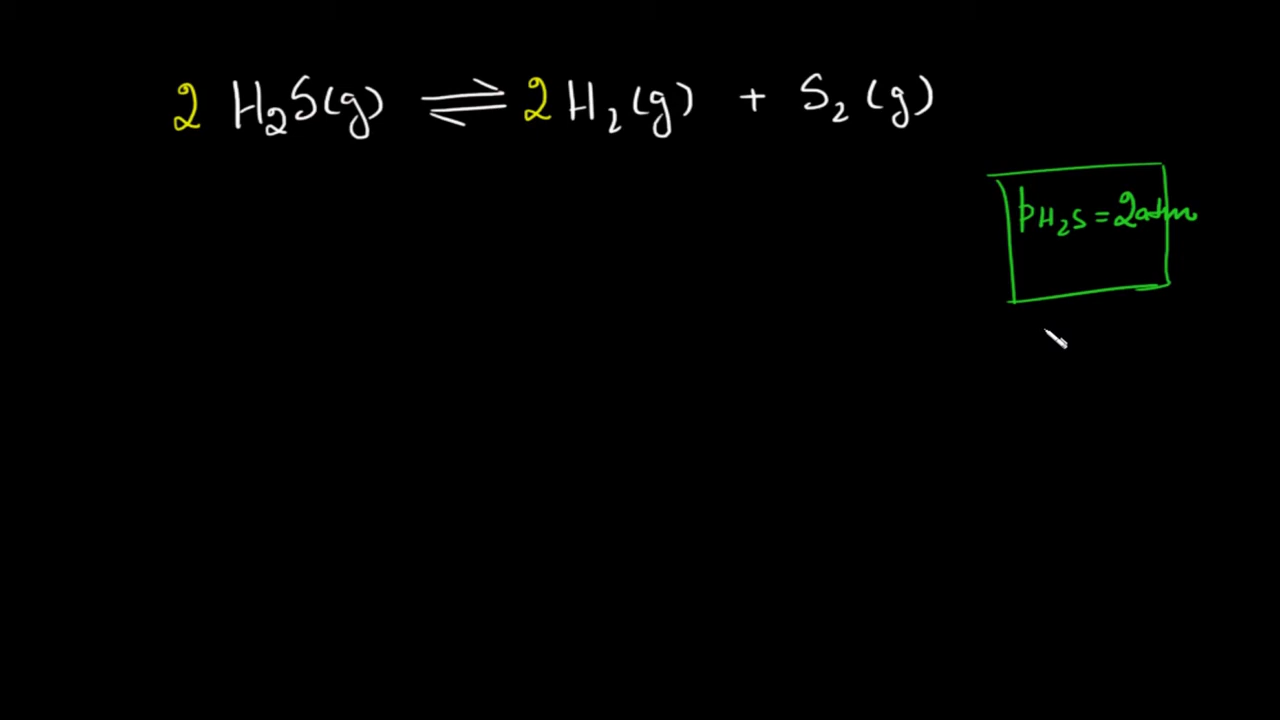 2 H₂S(g) ⇌ 2 H₂(g) + S₂(g)
pH₂S = 2atm